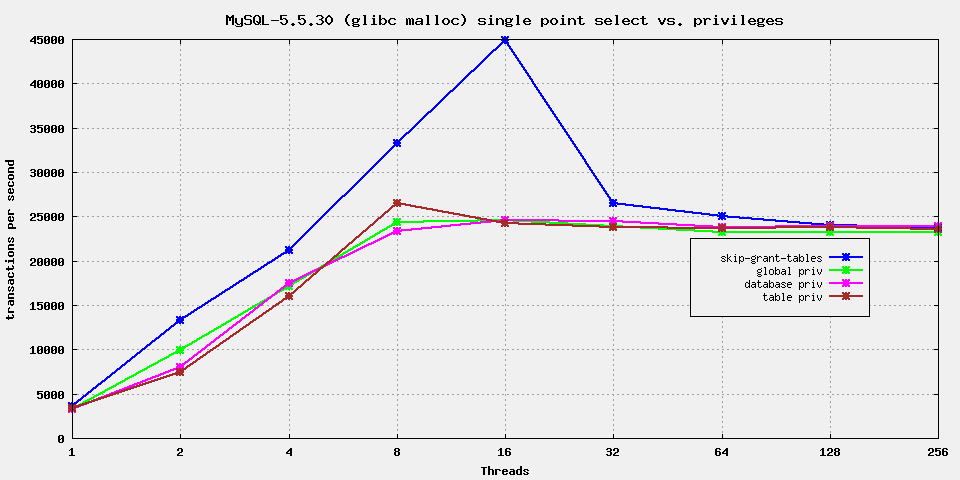 MySQL-5.5.30 (glibc malloc) single point select vs. privileges
45000
40000
35000
30000
25000
20000
15000
10000
5000
0
transactions per second
skip-grant-tables
global priv
database priv
table priv
1 2 4 8 16 32 64 128 256
Threads